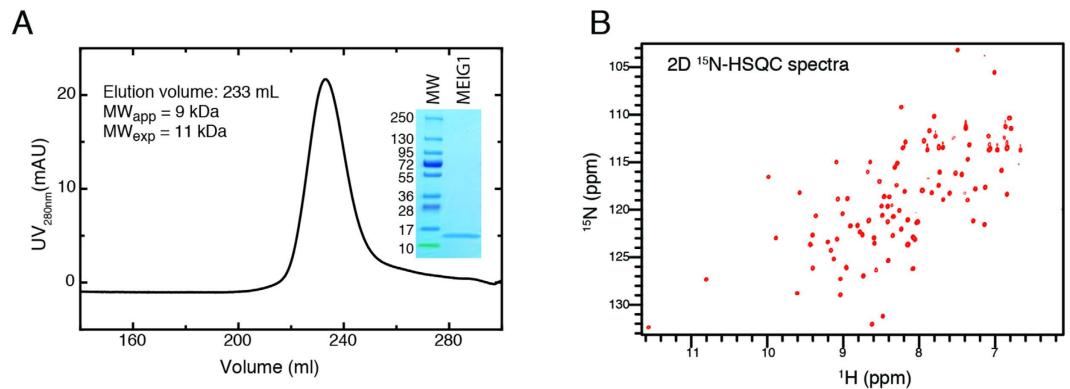 A
UV280nm(mAU)
20
10
0
Elution volume: 233 mL
MWapp = 9 kDa
MWexp = 11 kDa
MW
MEIG1
250
130
95
72
55
36
28
17
10
160
200
240
280
Volume (ml)
B
2D 15N-HSQC spectra
105
110
115
120
125
130
15N (ppm)
11
10
9
8
7
1H (ppm)